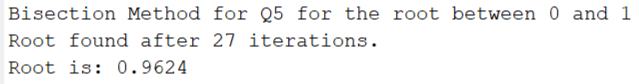 Bisection Method for Q5 for the root between 0 and 1
Root found after 27 iterations.
Root is: 0.9624